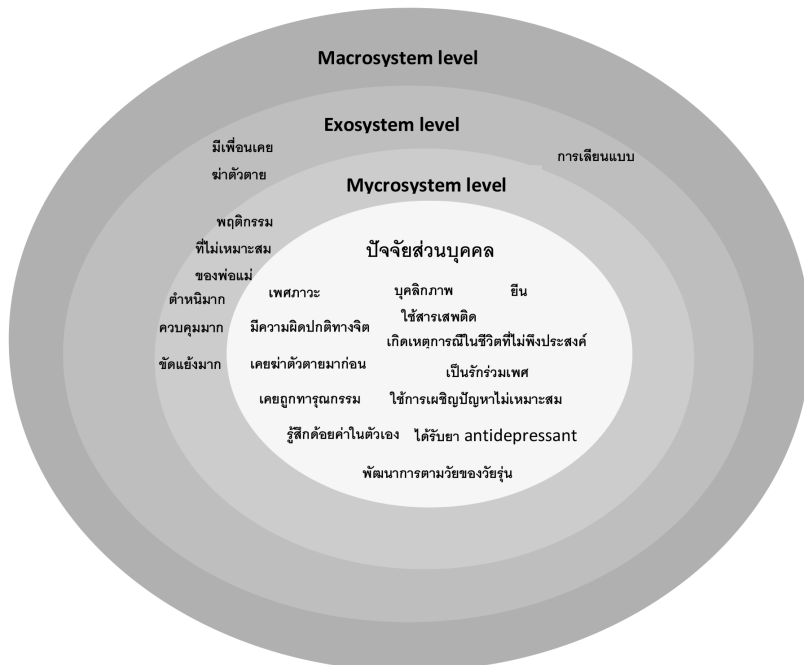 Macrosystem level
Exosystem level
มีเพื่อนเคย
ฆ่าตัวตาย
การเลียนแบบ
Mycrosystem level
พฤติกรรม
ที่ไม่เหมาะสม
ของพ่อแม่
ตำหนิมาก
ควบคุมมาก
ขัดแย้งมาก
ปัจจัยส่วนบุคคล
เพศภาวะ
บุคลิกภาพ
ยีน
ใช้สารเสพติด
มีความผิดปกติทางจิต
เกิดเหตุการณ์ในชีวิตที่ไม่พึงประสงค์
เคยฆ่าตัวตายมาก่อน
เป็นรักร่วมเพศ
เคยถูกทารุณกรรม
ใช้การเผชิญปัญหาไม่เหมาะสม
รู้สึกด้อยค่าในตัวเอง
ได้รับยา antidepressant
พัฒนาการตามวัยของวัยรุ่น